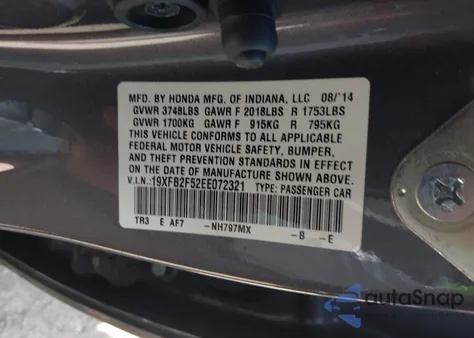 MFD. BY HONDA MFG. OF INDIANA, LLC 08/'14
GVWR 3748LBS GAWR F 2018LBS R 1753LBS
GVWR 1700KG GAWR F 915KG R 795KG
THIS VEHICLE CONFORMS TO ALL APPLICABLE
FEDERAL MOTOR VEHICLE SAFETY, BUMPER,
AND THEFT PREVENTION STANDARDS IN EFFECT
ON THE DATE OF MANUFACTURE SHOWN ABOVE.
V.I.N.:19XFB2F52EE072321 TYPE: PASSENGER CAR
TR3 E AF7 -NH797MX -B -E
autoSnap